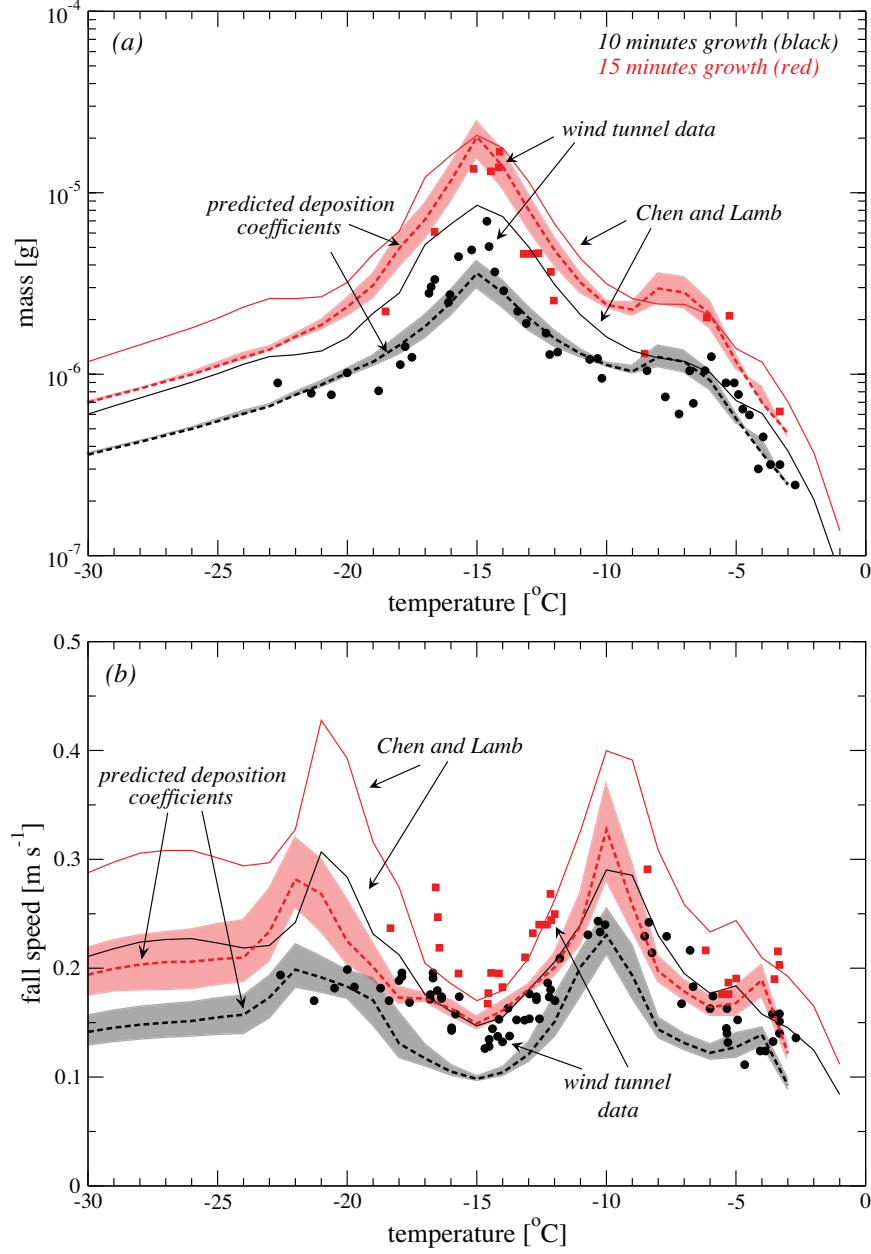 (a)
10 minutes growth (black)
15 minutes growth (red)
wind tunnel data
predicted deposition
coefficients
Chen and Lamb
mass [g]
10^-4
10^-5
10^-6
10^-7
-30 -25 -20 -15 -10 -5 0
temperature [°C]
(b)
Chen and Lamb
predicted deposition
coefficients
wind tunnel
data
fall speed [m s^-1]
0.5
0.4
0.3
0.2
0.1
0
-30 -25 -20 -15 -10 -5 0
temperature [°C]